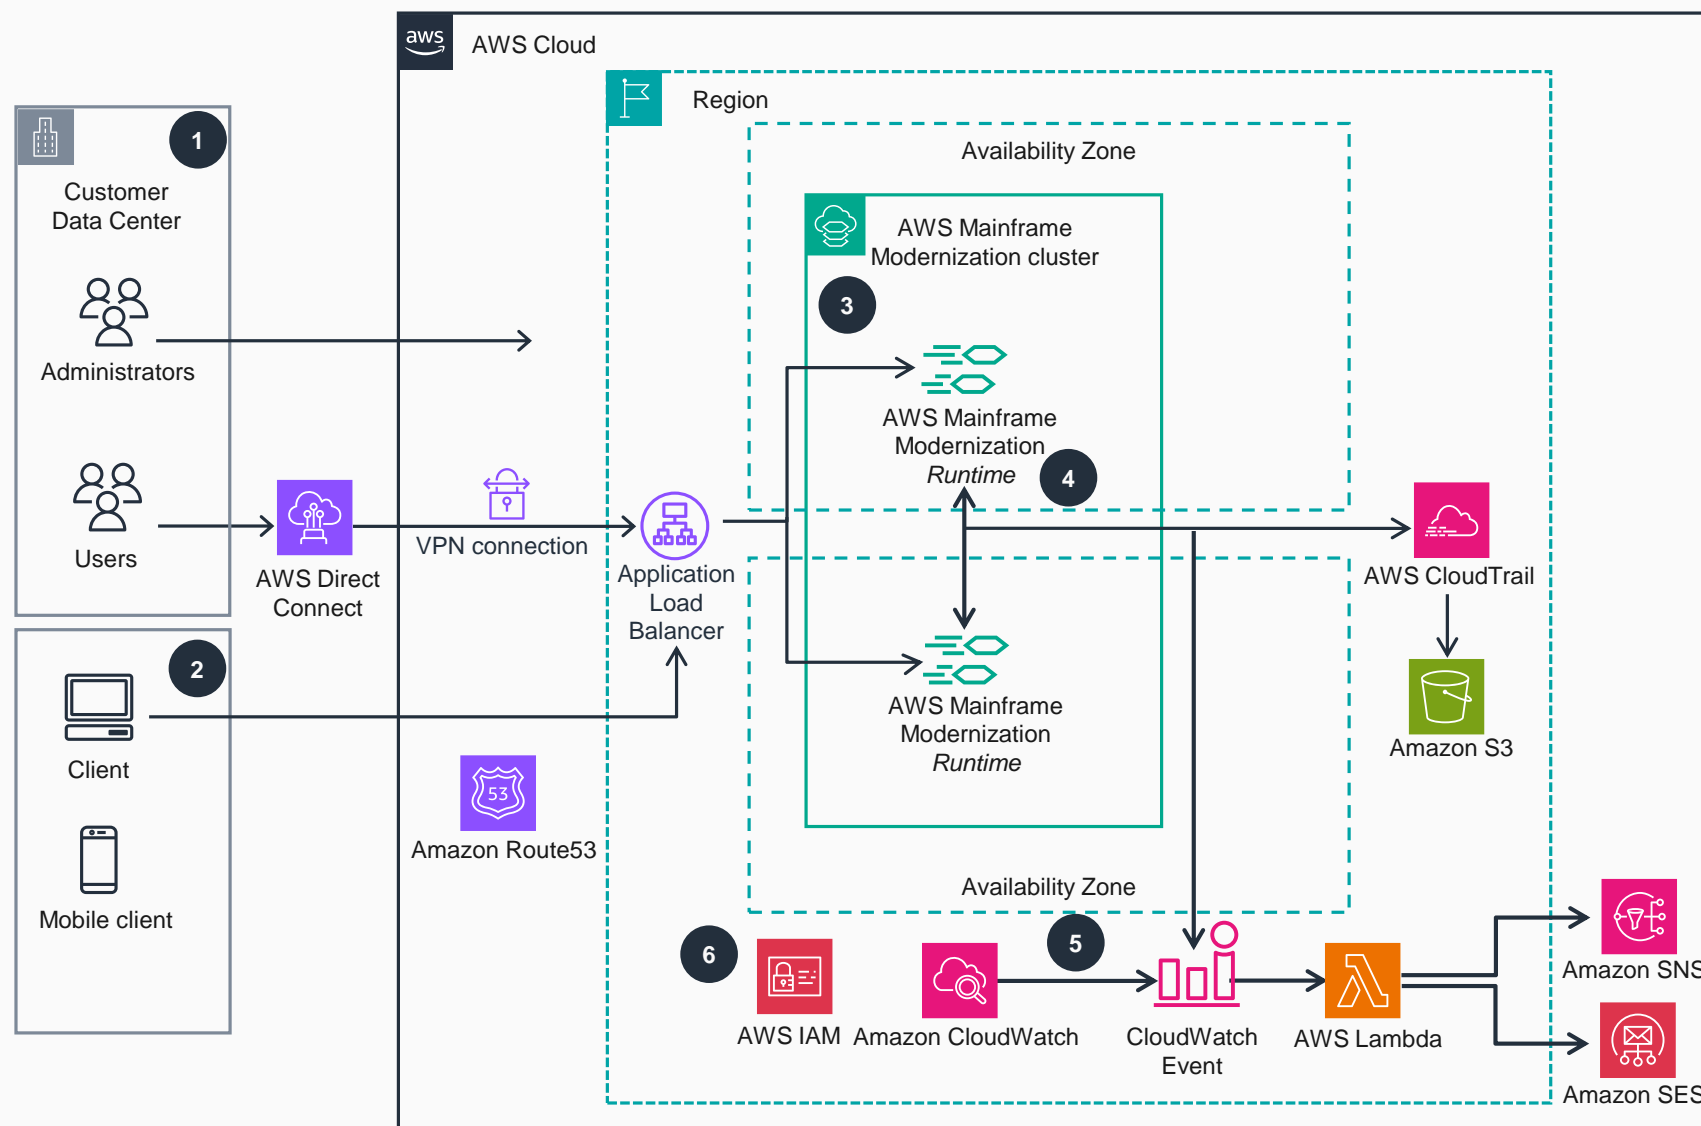 aws
AWS Cloud
Region
1
Customer
Data Center
Administrators
Users
AWS Direct
Connect
VPN connection
Application
Load
Balancer
2
Client
Mobile client
53
Amazon Route53
Availability Zone
AWS Mainframe
Modernization cluster
3
AWS Mainframe
Modernization
Runtime
4
AWS Mainframe
Modernization
Runtime
Availability Zone
AWS CloudTrail
Amazon S3
6
AWS IAM
Amazon CloudWatch
5
CloudWatch
Event
AWS Lambda
Amazon SNS
Amazon SES